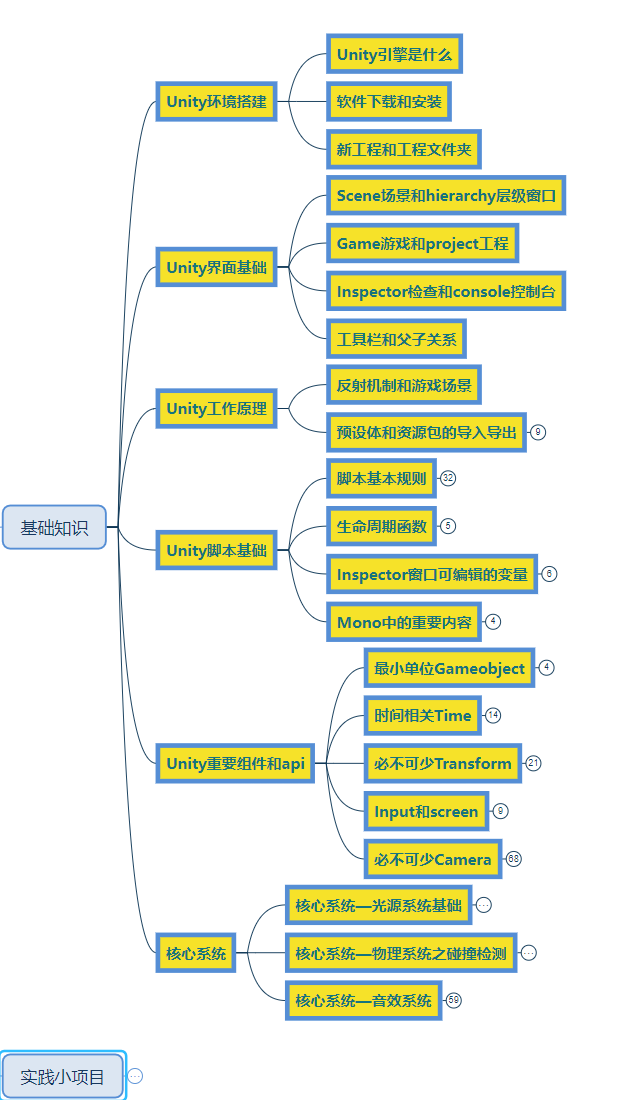 Unity引擎是什么
Unity环境搭建
软件下载和安装
新工程和工程文件夹
Scene场景和hierarchy层级窗口
Game游戏和project工程
Unity界面基础
Inspector检查和console控制台
工具栏和父子关系
反射机制和游戏场景
Unity工作原理
预设体和资源包的导入导出 9
脚本基本规则 32
基础知识
生命周期函数 5
Unity脚本基础
Inspector窗口可编辑的变量 6
Mono中的重要内容 4
最小单位Gameobject 4
时间相关Time 14
Unity重要组件和api
必不可少Transform 21
Input和screen 9
必不可少Camera 68
核心系统—光源系统基础 ...
核心系统
核心系统—物理系统之碰撞检测 ...
核心系统—音效系统 59
实践小项目 ...